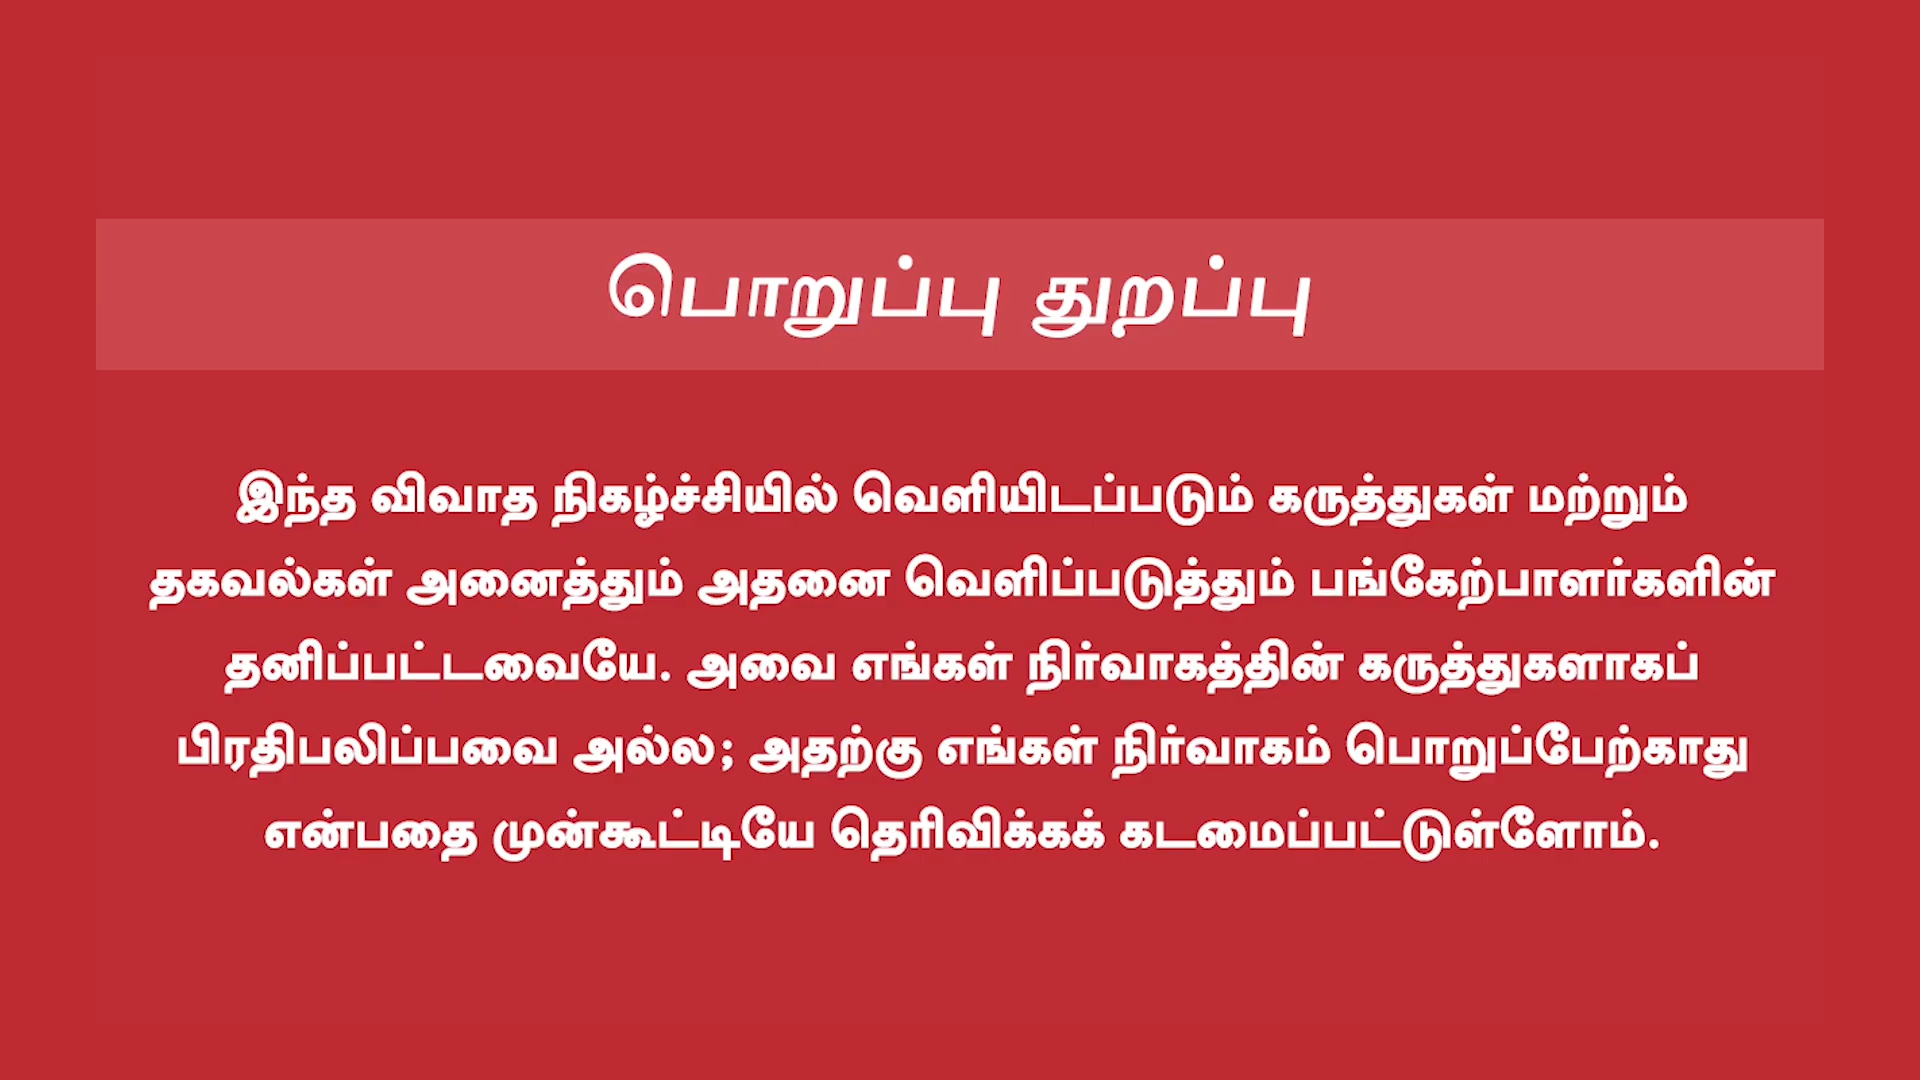 பொறுப்பு துறப்பு
இந்த விவாத நிகழ்ச்சியில் வெளியிடப்படும் கருத்துகள் மற்றும்
தகவல்கள் அனைத்தும் அதனை வெளிப்படுத்தும் பங்கேற்பாளர்களின்
தனிப்பட்டவையே. அவை எங்கள் நிர்வாகத்தின் கருத்துகளாகப்
பிரதிபலிப்பவை அல்ல; அதற்கு எங்கள் நிர்வாகம் பொறுப்பேற்காது
என்பதை முன்கூட்டியே தெரிவிக்கக் கடமைப்பட்டுள்ளோம்.